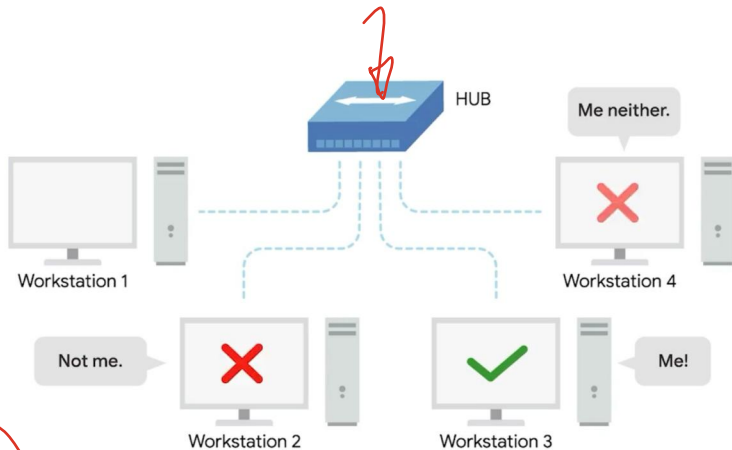 HUB
Me neither.
Workstation 1
Workstation 4
Not me.
Me!
Workstation 2
Workstation 3